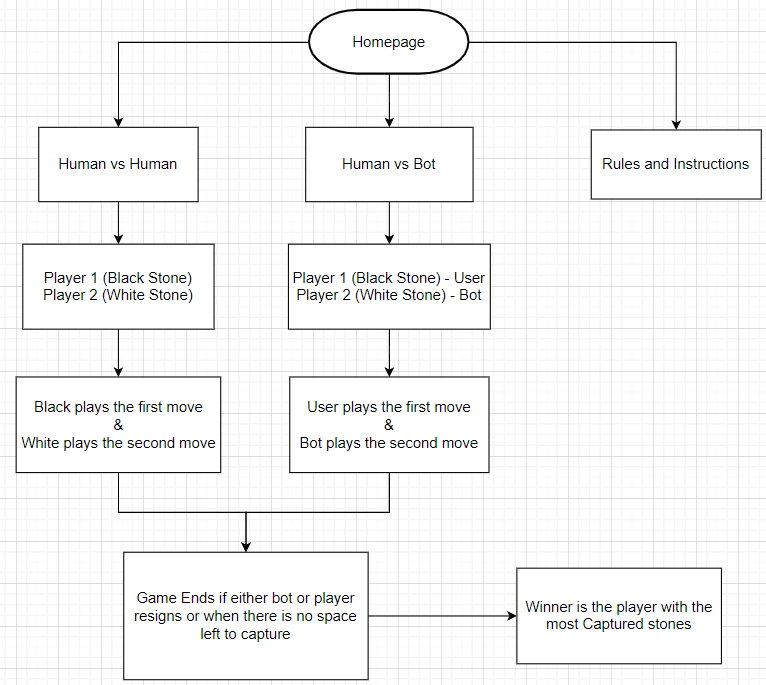 Homepage
Human vs Human
Human vs Bot
Rules and Instructions
Player 1 (Black Stone)
Player 2 (White Stone)
Player 1 (Black Stone) - User
Player 2 (White Stone) - Bot
Black plays the first move
&
White plays the second move
User plays the first move
&
Bot plays the second move
Game Ends if either bot or player
resigns or when there is no space
left to capture
Winner is the player with the
most Captured stones